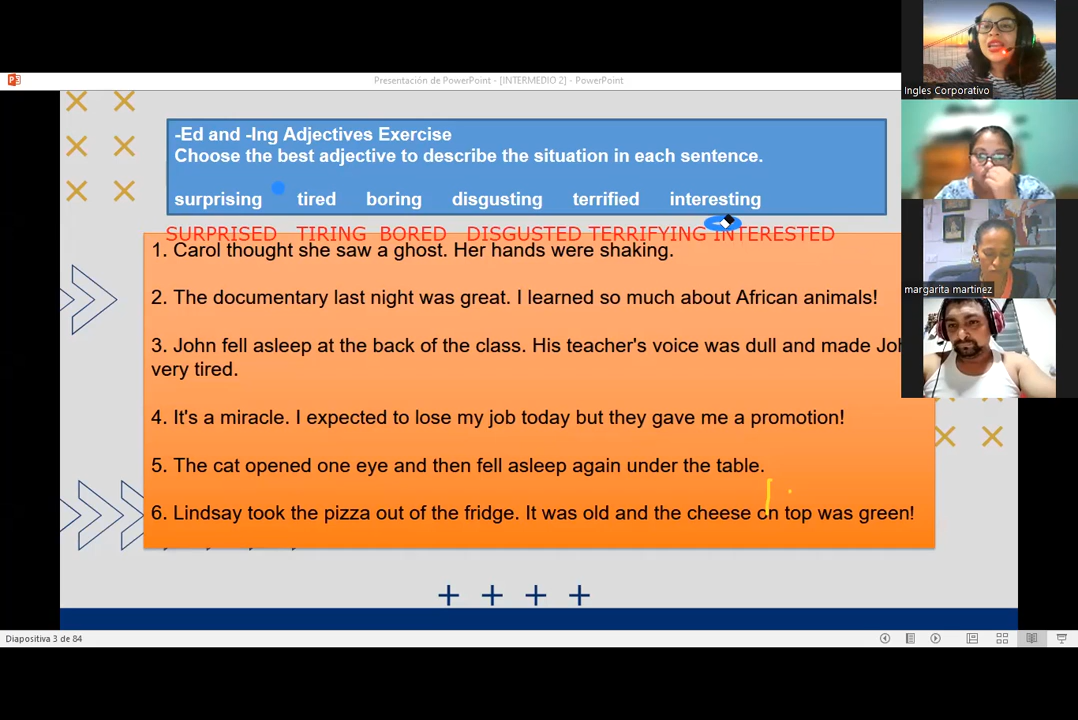 Presentación de PowerPoint - [INTERMEDIO 2] - PowerPoint
Ingles Corporativo
-Ed and -Ing Adjectives Exercise
Choose the best adjective to describe the situation in each sentence.
surprising tired boring disgusting terrified interesting
SURPRISED TIRING BORED DISGUSTED TERRIFYING INTERESTED
1. Carol thought she saw a ghost. Her hands were shaking.
margarita martinez
2. The documentary last night was great. I learned so much about African animals!
3. John fell asleep at the back of the class. His teacher's voice was dull and made Joh
very tired.
4. It's a miracle. I expected to lose my job today but they gave me a promotion!
5. The cat opened one eye and then fell asleep again under the table.
6. Lindsay took the pizza out of the fridge. It was old and the cheese on top was green!
Diapositiva 3 de 84